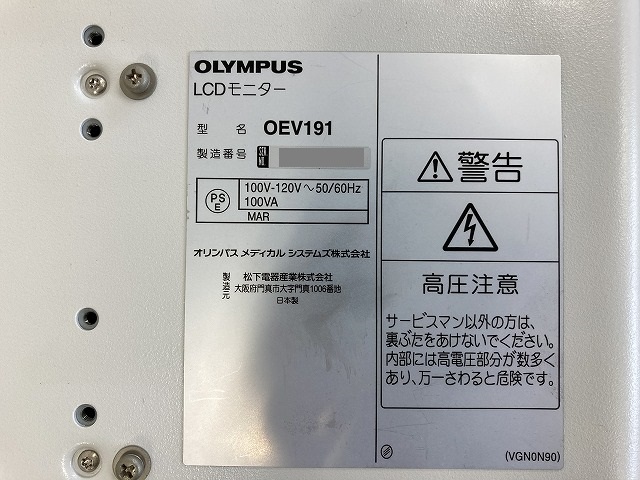 OLYMPUS
LCDモニター
型 名 OEV191
製造番号 SER. NO.
PS
E
100V-120V～50/60Hz
100VA
MAR
オリンパス メディカル システムズ株式会社
製造元
松下電器産業株式会社
大阪府門真市大字門真1006番地
日本製
警告
高圧注意
サービスマン以外の方は、
裏ぶたをあけないでください。
内部には高電圧部分が数多く
あり、万一さわると危険です。
(VGN0N90)